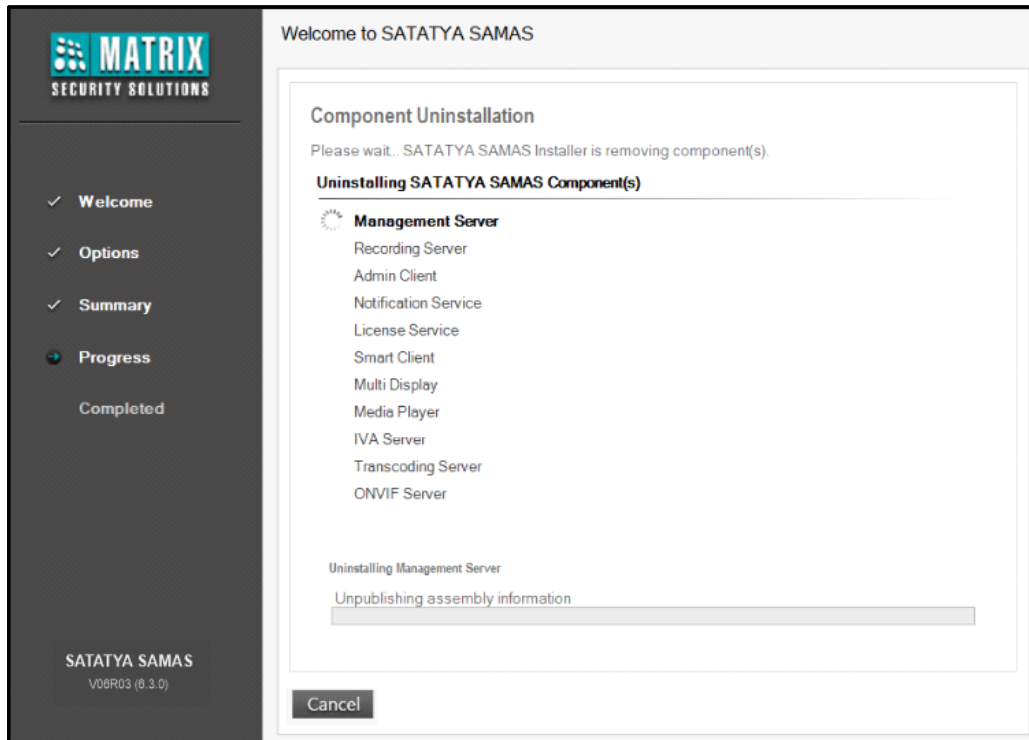 MATRIX
SECURITY SOLUTIONS
Welcome
Options
Summary
Progress
Completed
SATATYA SAMAS
V06R03 (6.3.0)
Welcome to SATATYA SAMAS
Component Uninstallation
Please wait... SATATYA SAMAS Installer is removing component(s).
Uninstalling SATATYA SAMAS Component(s)
Management Server
Recording Server
Admin Client
Notification Service
License Service
Smart Client
Multi Display
Media Player
IVA Server
Transcoding Server
ONVIF Server
Uninstalling Management Server
Unpublishing assembly information
Cancel